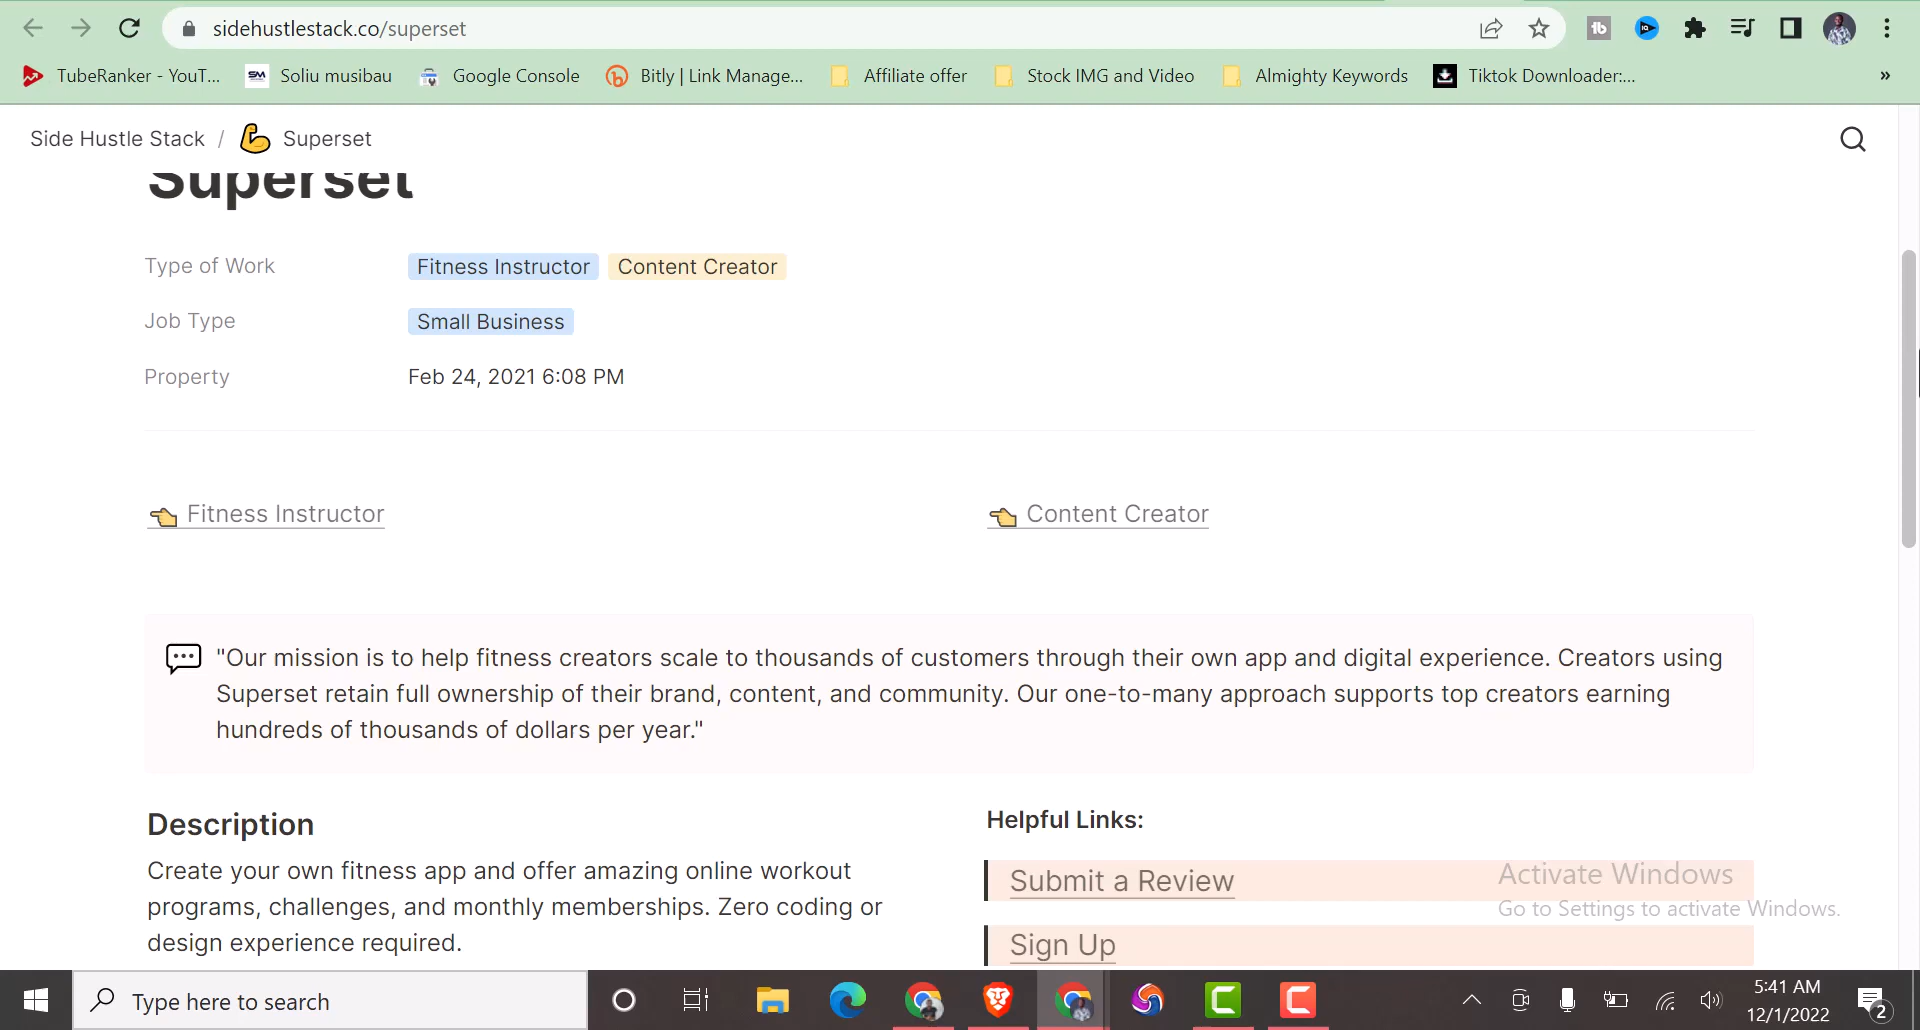 sidehustlestack.co/superset
TubeRanker - YouT... Soliu musibau Google Console Bitly | Link Manage... Affiliate offer Stock IMG and Video Almighty Keywords Tiktok Downloader:... »
Side Hustle Stack / Superset
Superset
Type of Work Fitness Instructor Content Creator
Job Type Small Business
Property Feb 24, 2021 6:08 PM
Fitness Instructor Content Creator
"Our mission is to help fitness creators scale to thousands of customers through their own app and digital experience. Creators using
Superset retain full ownership of their brand, content, and community. Our one-to-many approach supports top creators earning
hundreds of thousands of dollars per year."
Description
Create your own fitness app and offer amazing online workout
programs, challenges, and monthly memberships. Zero coding or
design experience required.
Helpful Links:
Submit a Review
Sign Up
Activate Windows
Go to Settings to activate Windows.
Type here to search
5:41 AM
12/1/2022
2